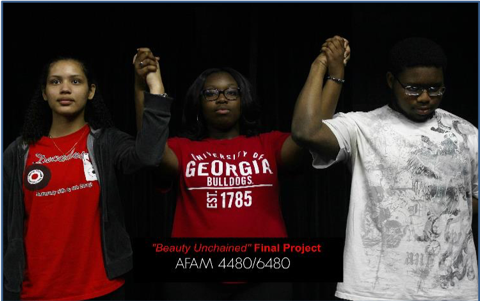 UNIVERSITY OF
GEORGIA
BULLDOGS
EST. 1785
"Beauty Unchained" Final Project
AFAM 4480/6480